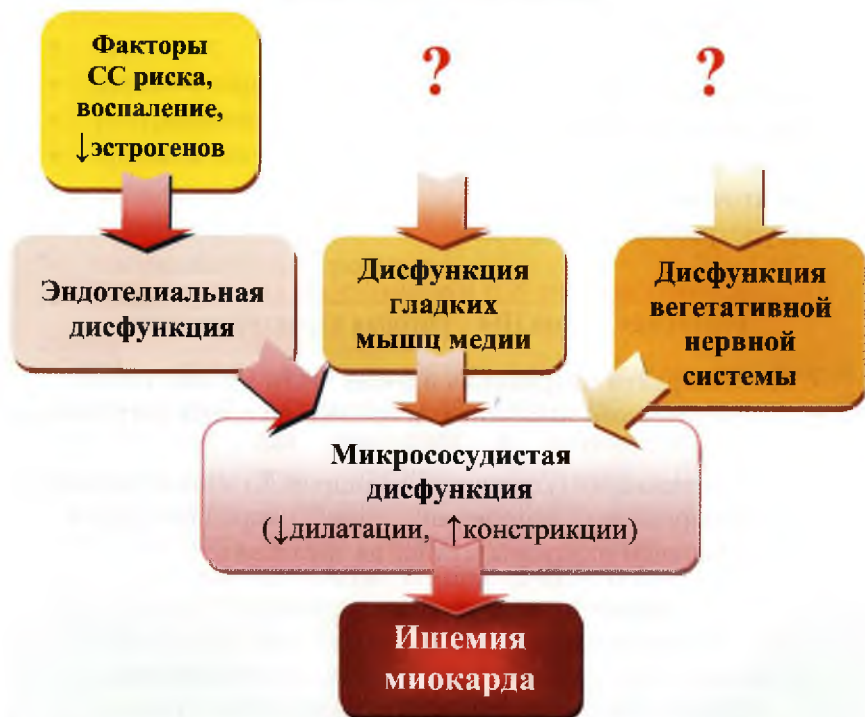 Факторы
СС риска,
воспаление,
↓эстрогенов
?
?
Эндотелиальная
дисфункция
Дисфункция
гладких
мышц медии
Дисфункция
вегетативной
нервной
системы
Микрососудистая
дисфункция
(↓дилатации, ↑констрикции)
Ишемия
миокарда